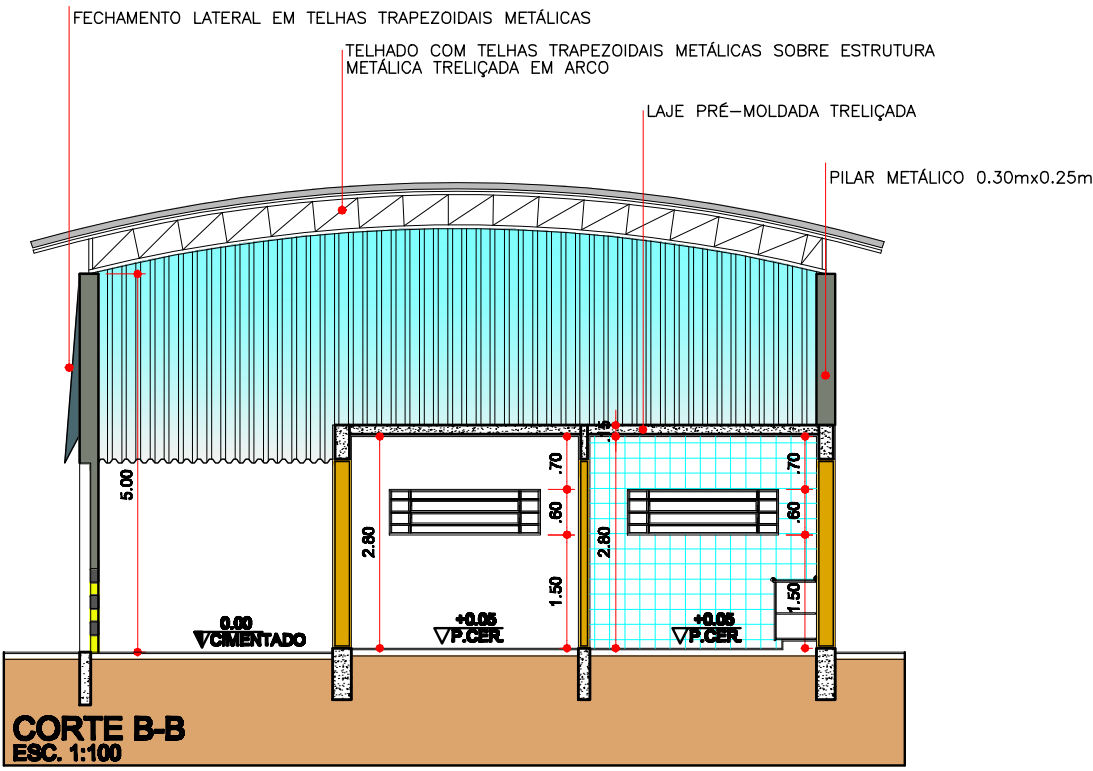 FECHAMENTO LATERAL EM TELHAS TRAPEZOIDAIS METÁLICAS
TELHADO COM TELHAS TRAPEZOIDAIS METÁLICAS SOBRE ESTRUTURA
METÁLICA TRELIÇADA EM ARCO
LAJE PRÉ-MOLDADA TRELIÇADA
PILAR METÁLICO 0.30mx0.25m
.15
.70
.70
5.00
.60
.60
2.80
2.80
1.50
1.50
0.00
CIMENTADO
+0.05
P.CER.
+0.05
P.CER.
CORTE B-B
ESC. 1:100